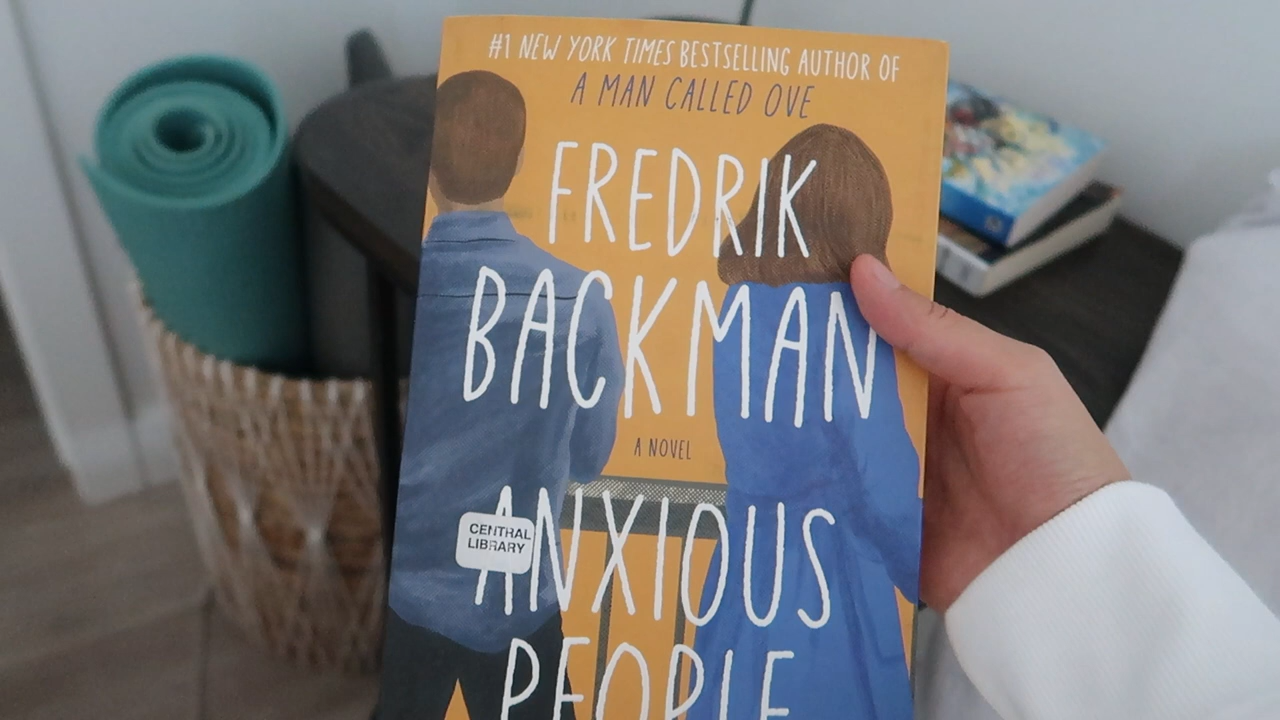 #1 NEW YORK TIMES BESTSELLING AUTHOR OF
A MAN CALLED OVE
FREDRIK
BACKMAN
A NOVEL
ANXIOUS
PEOPLE
CENTRAL
LIBRARY